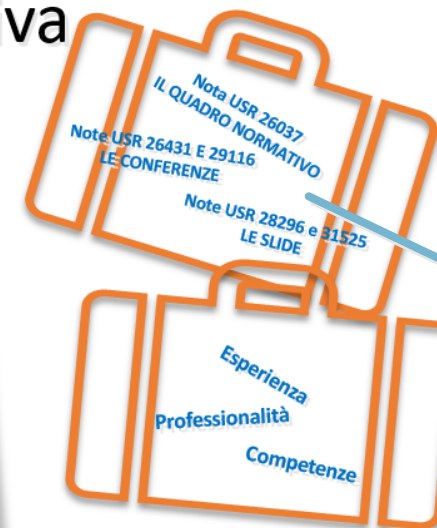 iva
Nota USR 26037
IL QUADRO NORMATIVO
Note USR 26431 E 29116
LE CONFERENZE
Note USR 28296 e 31525
LE SLIDE
Esperienza
Professionalità
Competenze